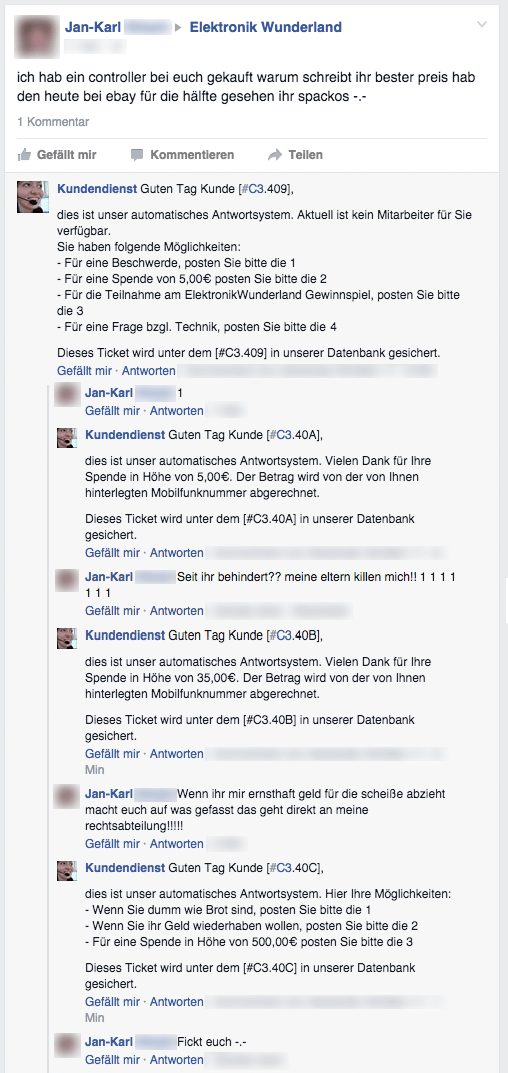 Jan-Karl ▸ Elektronik Wunderland
ich hab ein controller bei euch gekauft warum schreibt ihr bester preis hab
den heute bei ebay für die hälfte gesehen ihr spackos -.-
1 Kommentar
Gefällt mir Kommentieren Teilen
Kundendienst Guten Tag Kunde [#C3.409],
dies ist unser automatisches Antwortsystem. Aktuell ist kein Mitarbeiter für Sie
verfügbar.
Sie haben folgende Möglichkeiten:
- Für eine Beschwerde, posten Sie bitte die 1
- Für eine Spende von 5,00€ posten Sie bitte die 2
- Für die Teilnahme am ElektronikWunderland Gewinnspiel, posten Sie bitte
die 3
- Für eine Frage bzgl. Technik, posten Sie bitte die 4
Dieses Ticket wird unter dem [#C3.409] in unserer Datenbank gesichert.
Gefällt mir · Antworten
Jan-Karl 1
Gefällt mir · Antworten
Kundendienst Guten Tag Kunde [#C3.40A],
dies ist unser automatisches Antwortsystem. Vielen Dank für Ihre
Spende in Höhe von 5,00€. Der Betrag wird von der von Ihnen
hinterlegten Mobilfunknummer abgerechnet.
Dieses Ticket wird unter dem [#C3.40A] in unserer Datenbank
gesichert.
Gefällt mir · Antworten
Jan-Karl Seit ihr behindert?? meine eltern killen mich!! 1 1 1 1
1 1 1
Gefällt mir · Antworten
Kundendienst Guten Tag Kunde [#C3.40B],
dies ist unser automatisches Antwortsystem. Vielen Dank für Ihre
Spende in Höhe von 35,00€. Der Betrag wird von der von Ihnen
hinterlegten Mobilfunknummer abgerechnet.
Dieses Ticket wird unter dem [#C3.40B] in unserer Datenbank
gesichert.
Gefällt mir · Antworten
Min
Jan-Karl Wenn ihr mir ernsthaft geld für die scheiße abzieht
macht euch auf was gefasst das geht direkt an meine
rechtsabteilung!!!!!
Gefällt mir · Antworten
Kundendienst Guten Tag Kunde [#C3.40C],
dies ist unser automatisches Antwortsystem. Hier Ihre Möglichkeiten:
- Wenn Sie dumm wie Brot sind, posten Sie bitte die 1
- Wenn Sie ihr Geld wiederhaben wollen, posten Sie bitte die 2
- Für eine Spende in Höhe von 500,00€ posten Sie bitte die 3
Dieses Ticket wird unter dem [#C3.40C] in unserer Datenbank
gesichert.
Gefällt mir · Antworten
Min
Jan-Karl Fickt euch -.-
Gefällt mir · Antworten